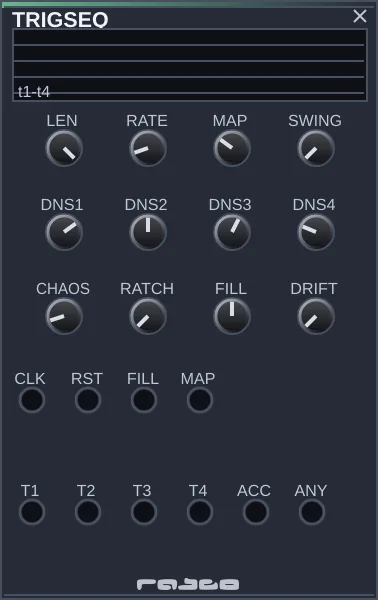 TRIGSEQ
t1-t4
LEN RATE MAP SWING
DNS1 DNS2 DNS3 DNS4
CHAOS RATCH FILL DRIFT
CLK RST FILL MAP
T1 T2 T3 T4 ACC ANY